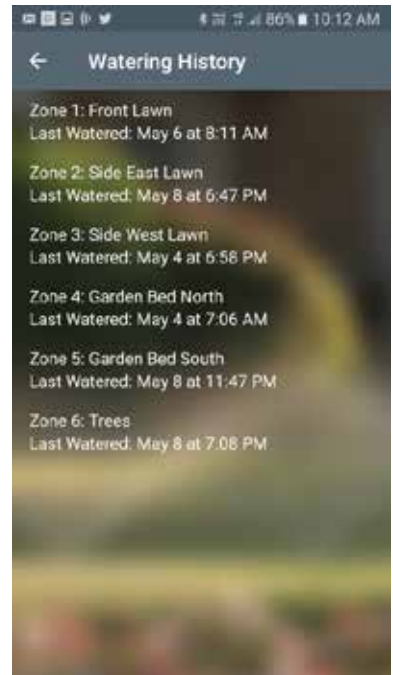 86% 10:12 AM
Watering History
Zone 1: Front Lawn
Last Watered: May 6 at 8:11 AM
Zone 2: Side East Lawn
Last Watered: May 8 at 6:47 PM
Zone 3: Side West Lawn
Last Watered: May 4 at 6:58 PM
Zone 4: Garden Bed North
Last Watered: May 4 at 7:06 AM
Zone 5: Garden Bed South
Last Watered: May 8 at 11:47 PM
Zone 6: Trees
Last Watered: May 8 at 7:08 PM